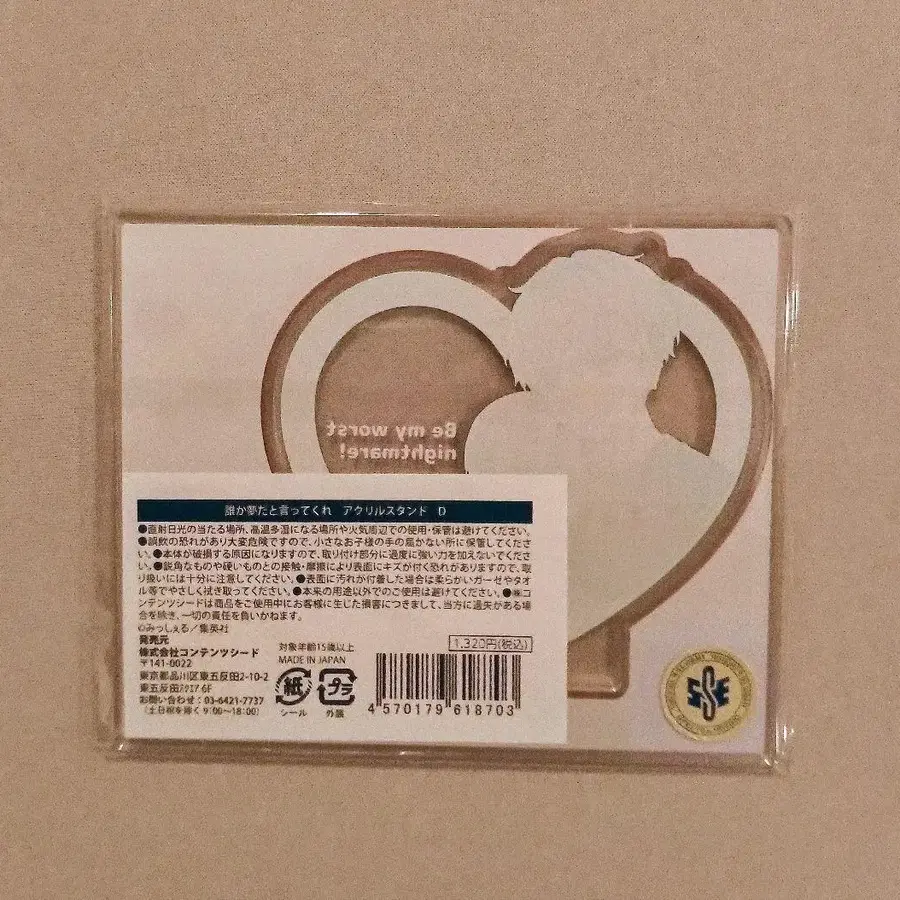 Be my worst
nightmare!
誰か夢だと言ってくれ アクリルスタンド D
●直射日光の当たる場所、高温多湿になる場所や火気周辺での使用・保管は避けてください。
●誤飲の恐れがあり大変危険ですので、小さなお子様の手の届かない所に保管してくださ
い。●本体が破損する原因になりますので、取り付け部分に過度に強い力を加えないでくださ
い。●鋭角なものや硬いものとの接触・摩擦により表面にキズが付く恐れがありますので、取
り扱いには十分に注意してください。●表面に汚れが付着した場合は柔らかいガーゼやタオ
ル等でやさしく拭き取ってください。●本来の用途以外でのご使用は避けてください。●㈱コ
ンテンツシードは商品をご使用中にお客様に生じた損害につきまして、当方に過失がある場
合を除き、一切の責任を負いかねます。
©みっしぇる／集英社
発売元
株式会社コンテンツシード
〒141-0022
東京都品川区東五反田2-10-2
東五反田ｽｸｴｱ 6F
お問い合わせ：03-6421-7737
（土日祝を除く 9:00〜18:00）
対象年齢15歳以上
MADE IN JAPAN
1,320円(税込)
紙
シール
プラ
外装
4 570179 618703